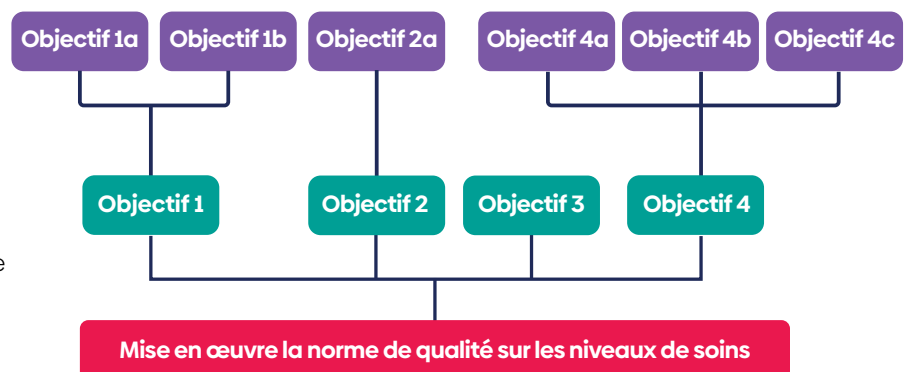 Objectif 1a Objectif 1b Objectif 2a Objectif 4a Objectif 4b Objectif 4c
Objectif 1 Objectif 2 Objectif 3 Objectif 4
e
Mise en œuvre la norme de qualité sur les niveaux de soins